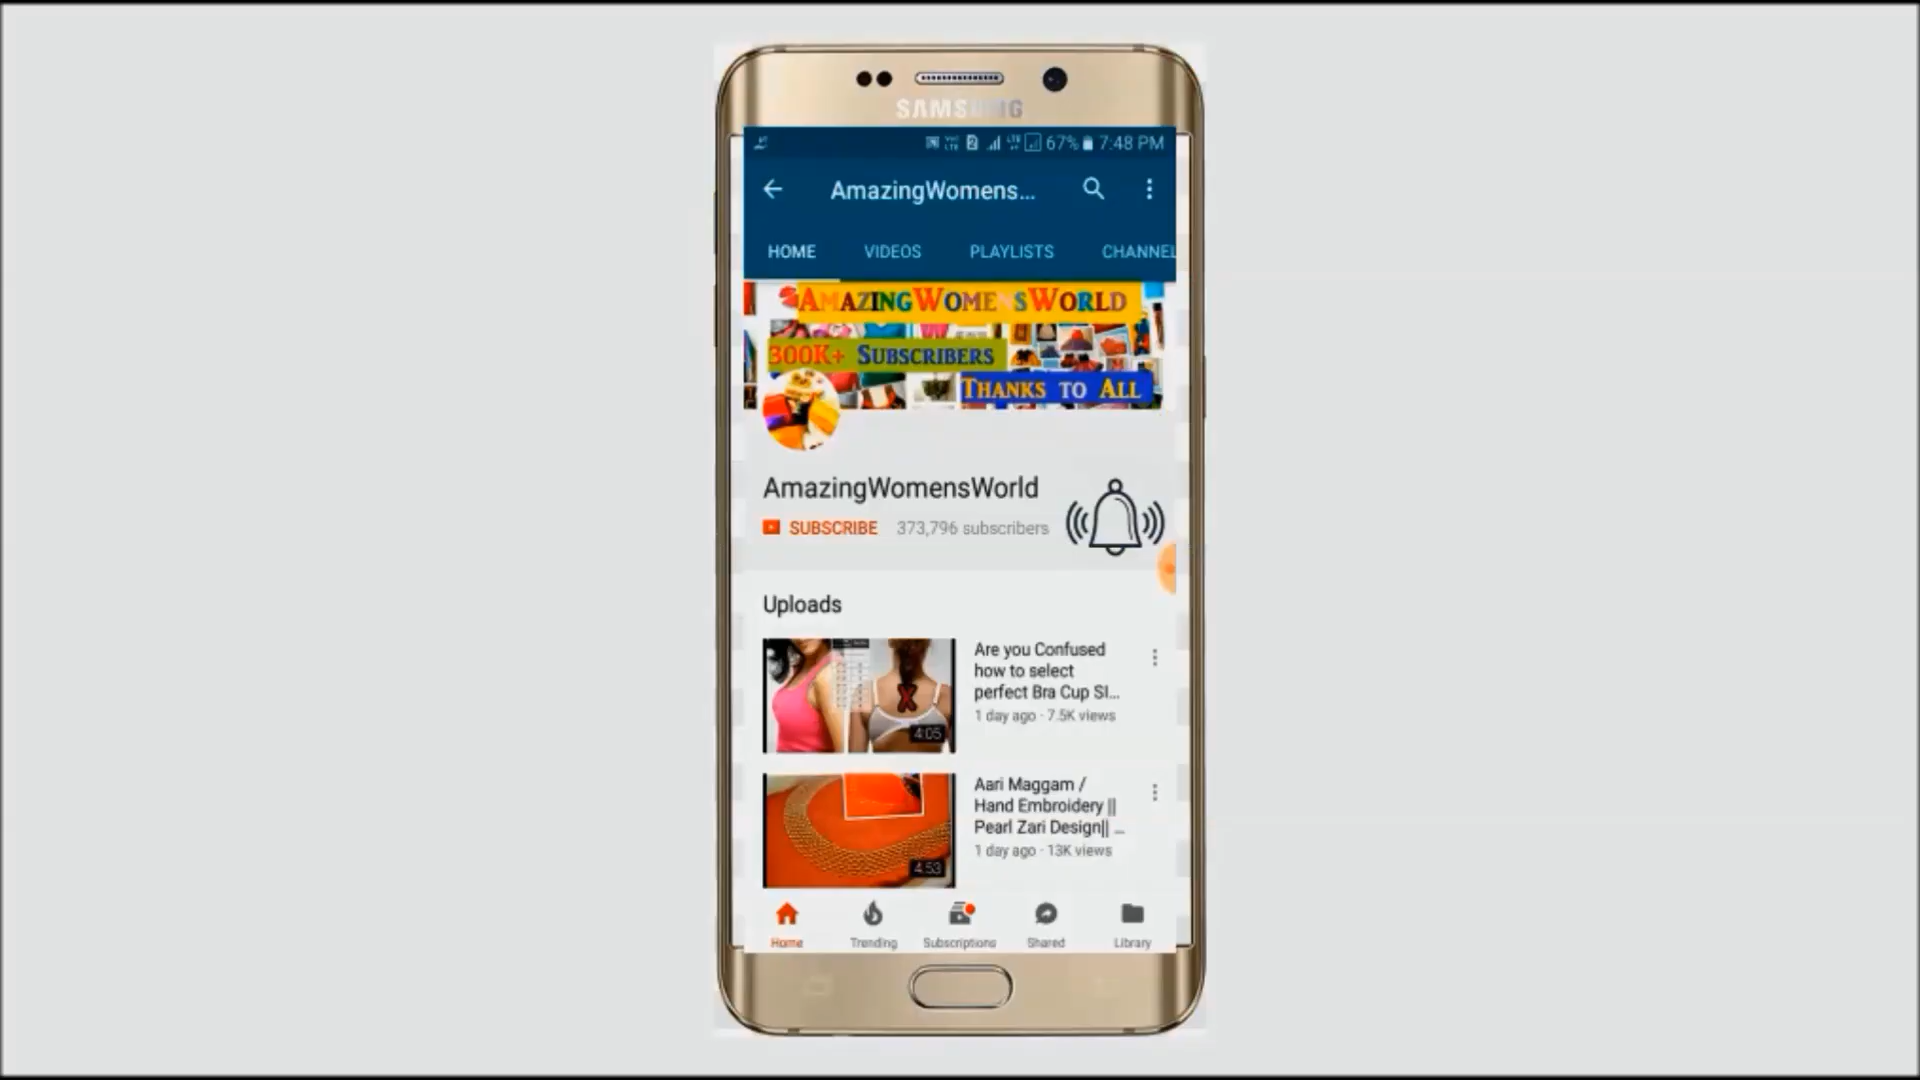 SAMSUNG
67% 7:48 PM
AmazingWomens...
HOME VIDEOS PLAYLISTS CHANNEL
AMAZINGWOMENSWORLD
300K+ SUBSCRIBERS
THANKS TO ALL
AmazingWomensWorld
SUBSCRIBE 373,796 subscribers
Uploads
Are you Confused
how to select
perfect Bra Cup SI...
1 day ago · 7.5K views
4:05
Aari Maggam /
Hand Embroidery ||
Pearl Zari Design|| ...
1 day ago · 13K views
4:53
Home Trending Subscriptions Shared Library